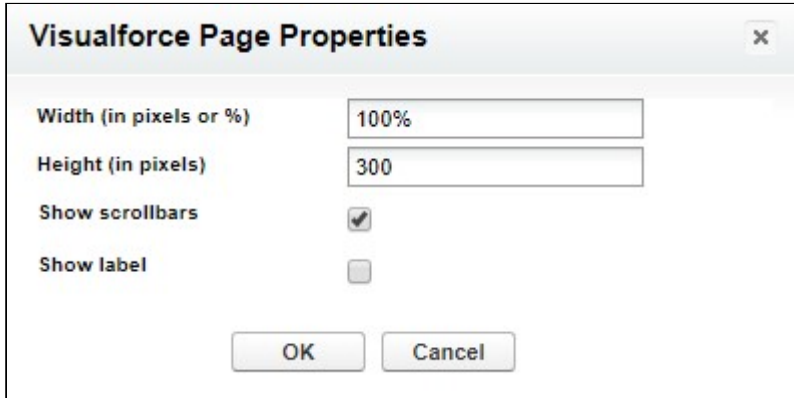 Visualforce Page Properties
Width (in pixels or %) 100%
Height (in pixels) 300
Show scrollbars
Show label
OK Cancel